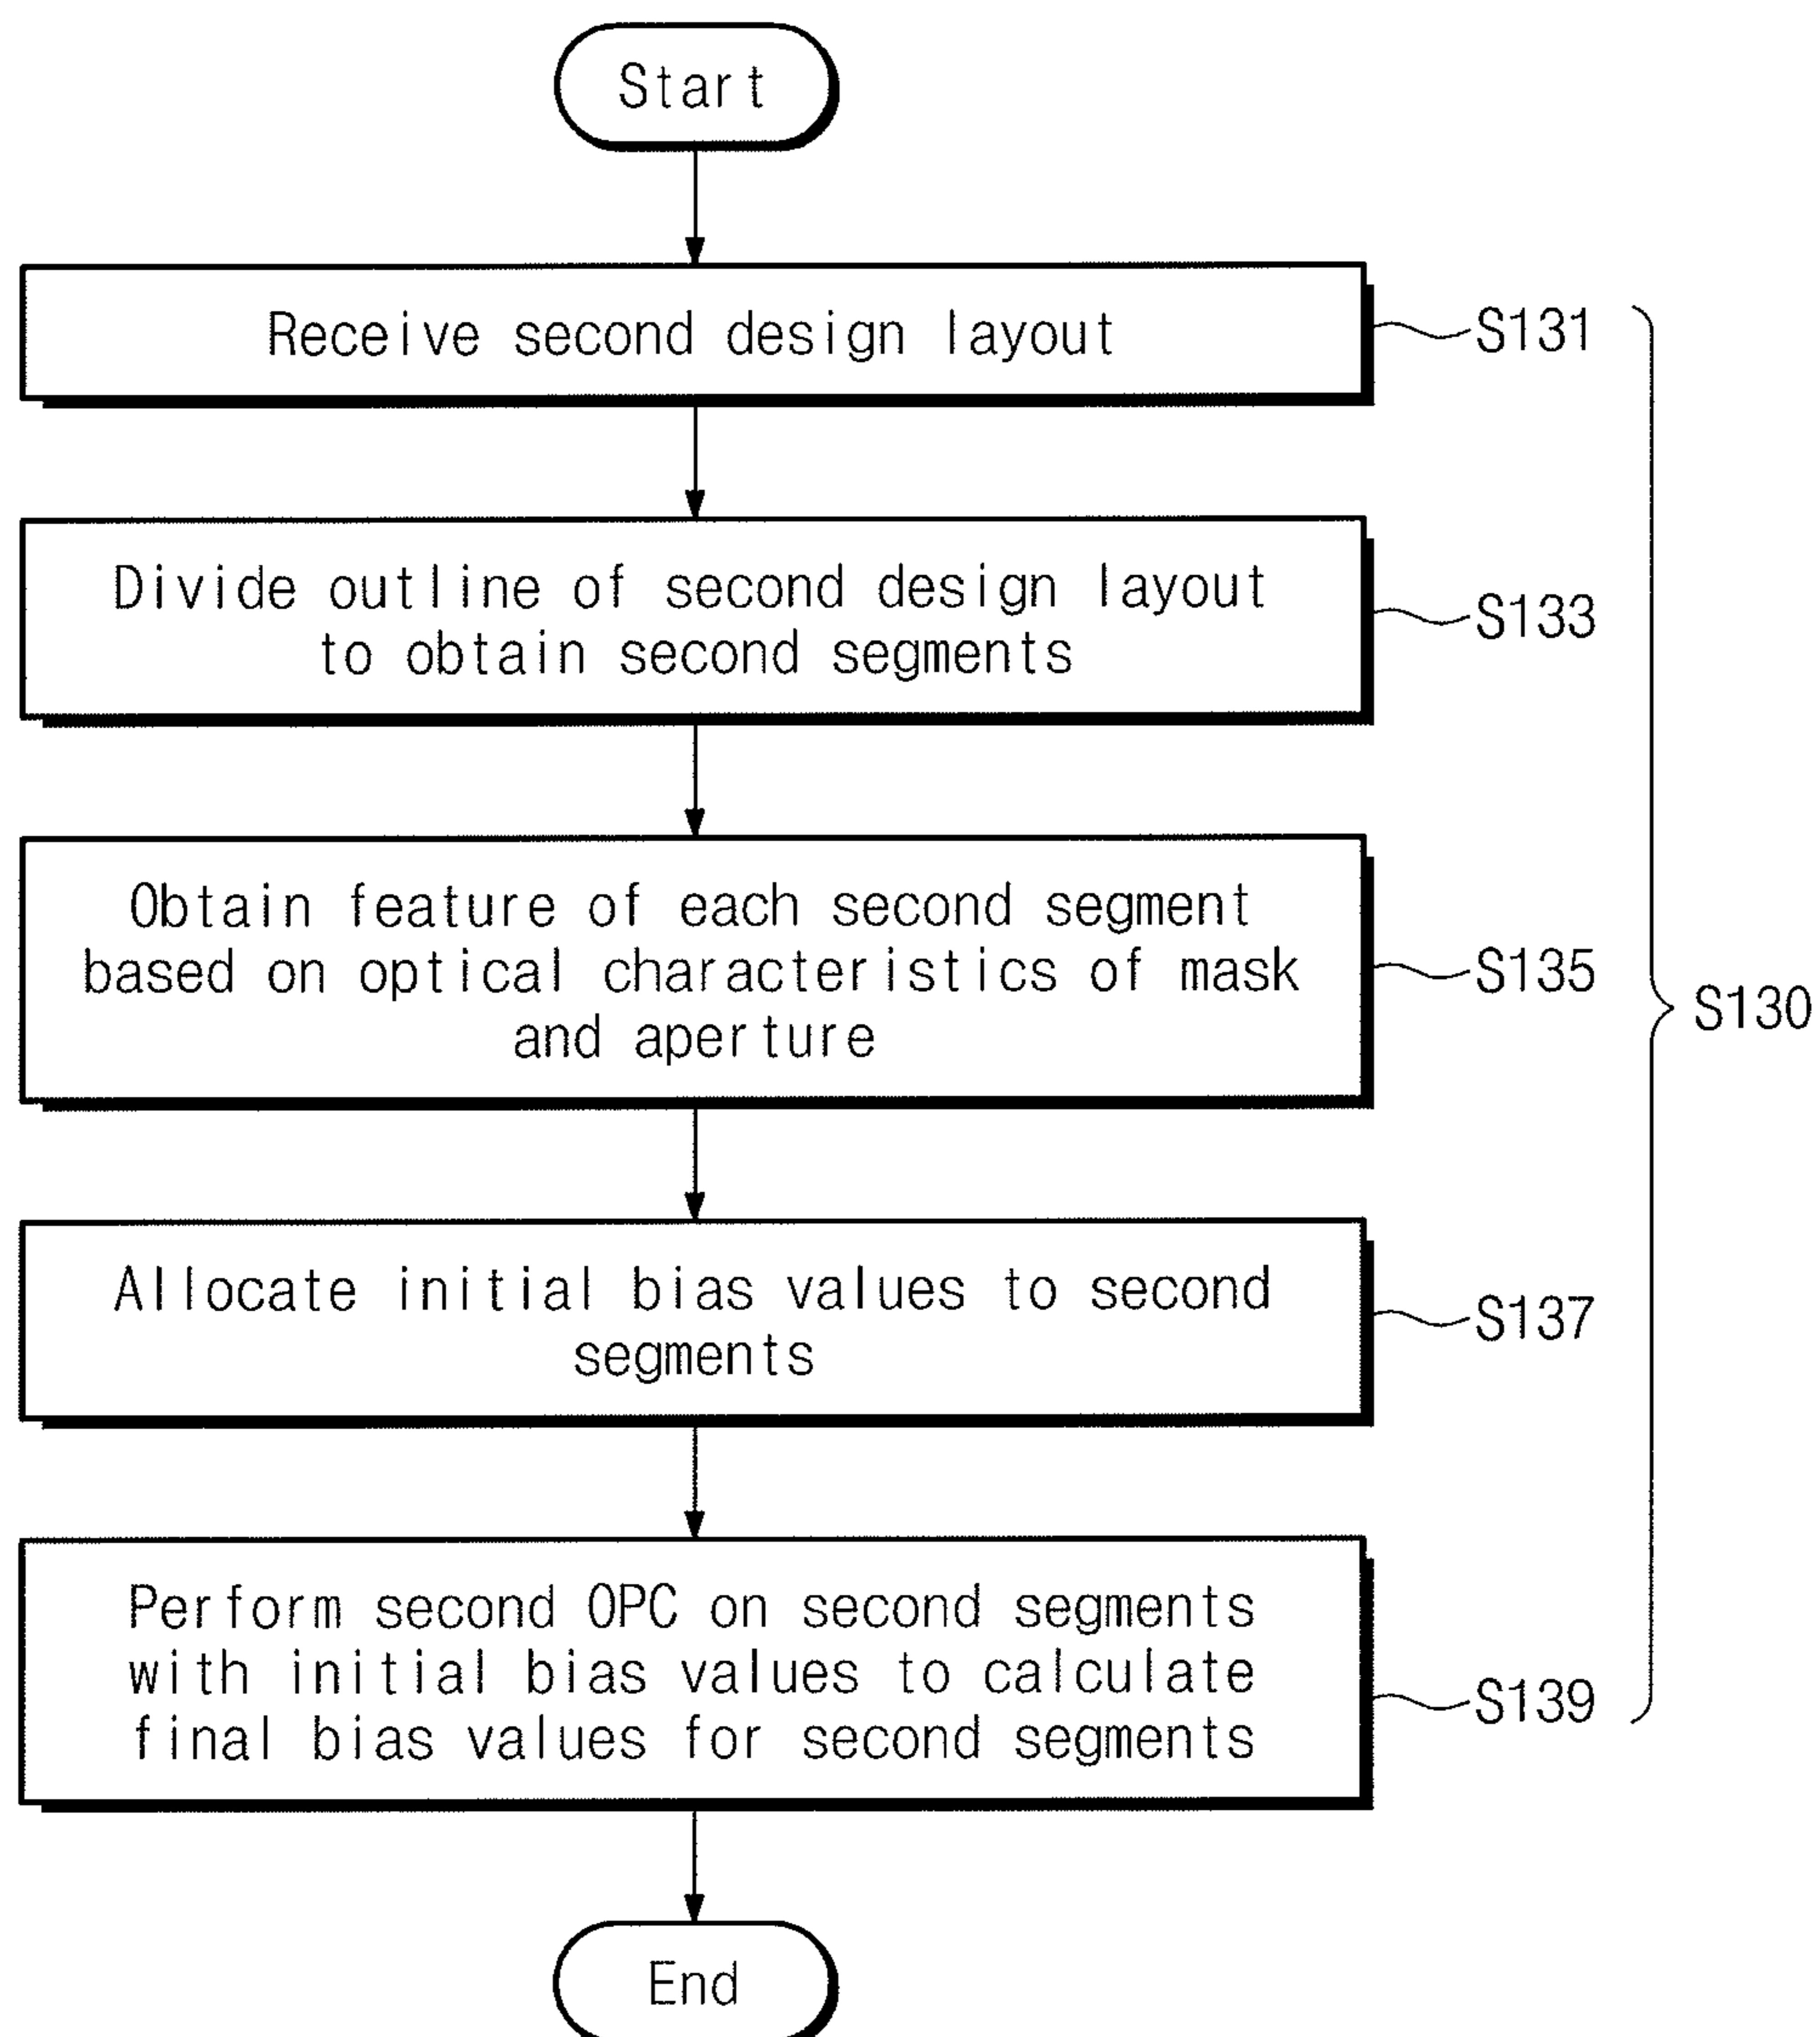 Start
Receive second design layout
S131
Divide outline of second design layout
to obtain second segments
S133
Obtain feature of each second segment
based on optical characteristics of mask
and aperture
S135
S130
Allocate initial bias values to second
segments
S137
Perform second OPC on second segments
with initial bias values to calculate
final bias values for second segments
S139
End